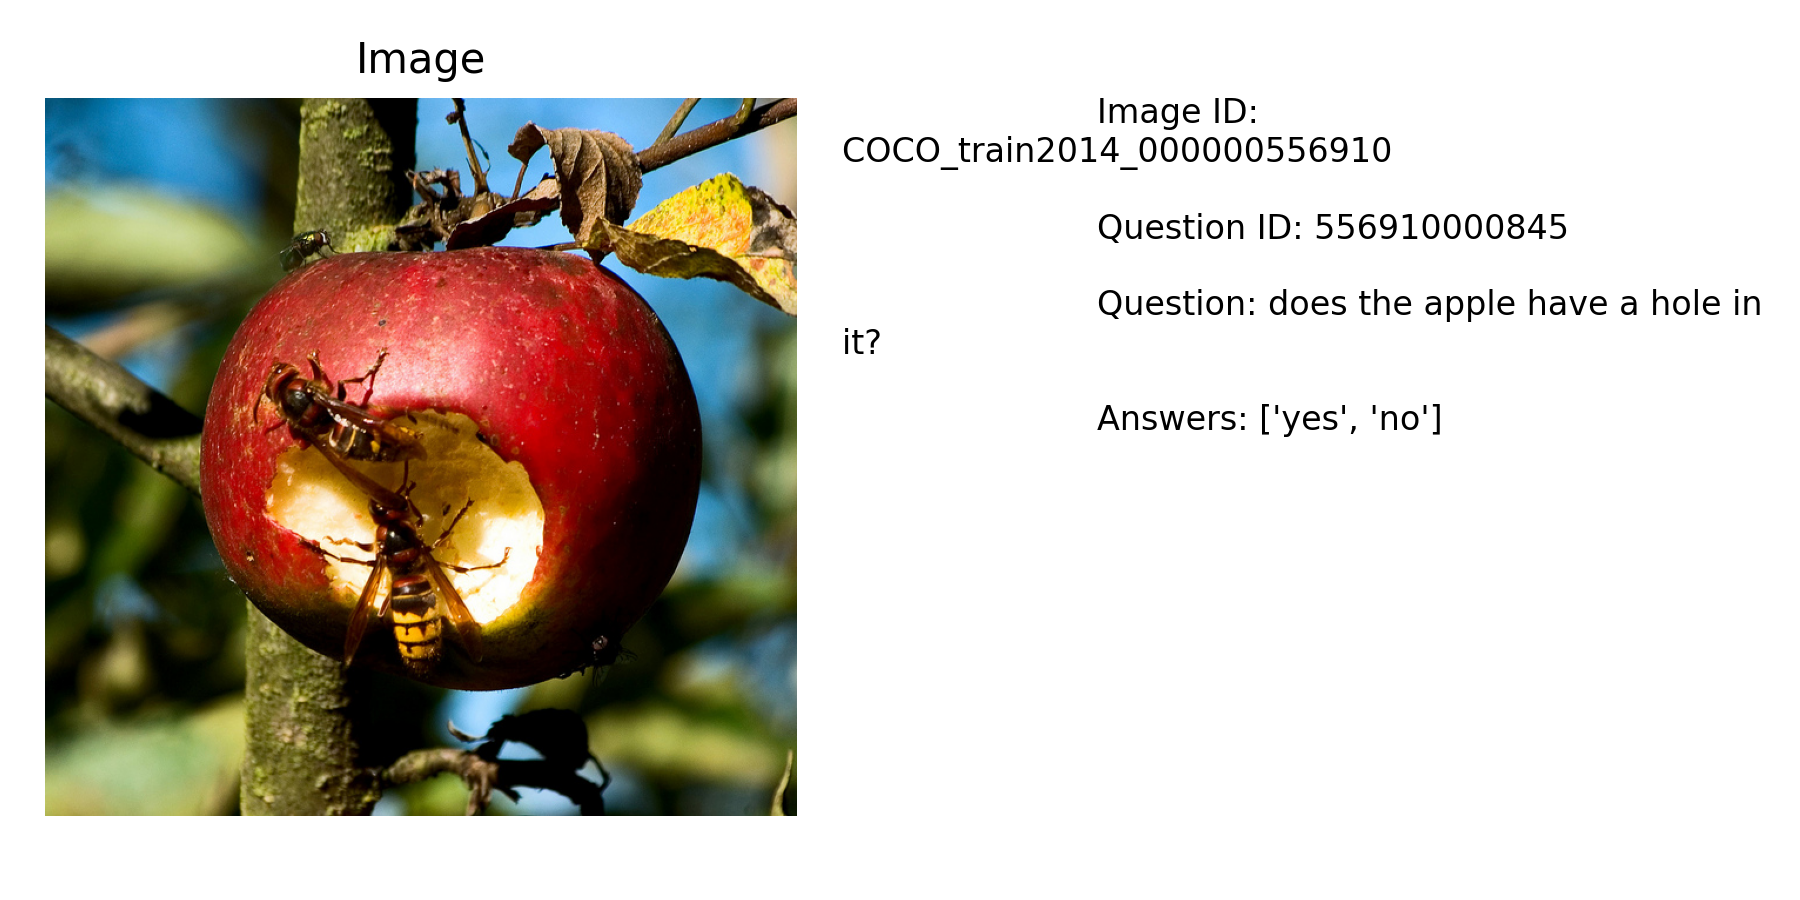 Image
Image ID:
COCO_train2014_000000556910
Question ID: 556910000845
Question: does the apple have a hole in
it?
Answers: ['yes', 'no']